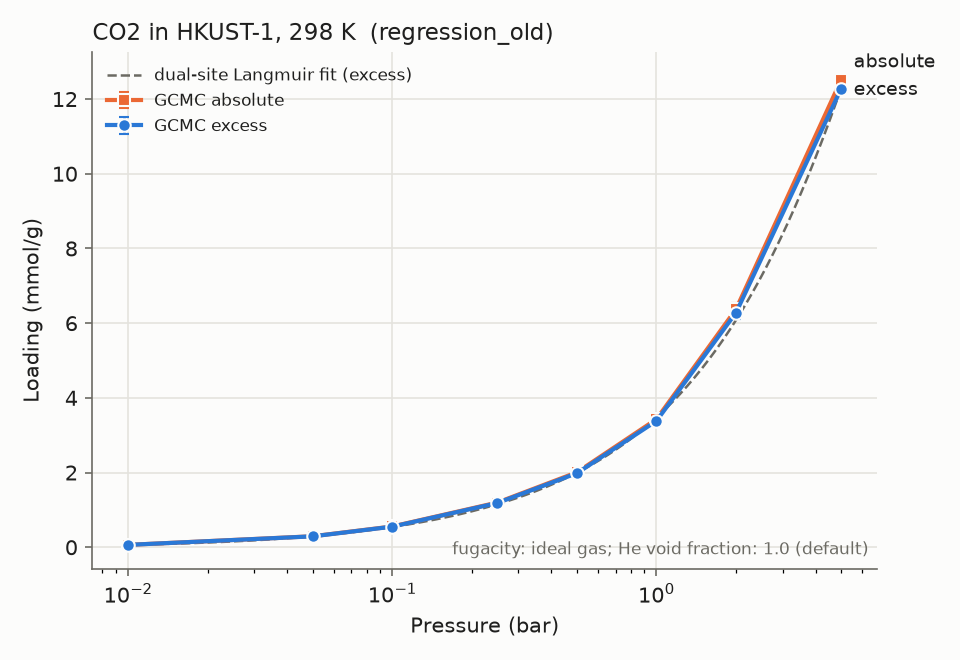 CO2 in HKUST-1, 298 K  (regression_old)
dual-site Langmuir fit (excess)
GCMC absolute
GCMC excess
absolute
excess
12
10
8
6
4
2
0
Loading (mmol/g)
fugacity: ideal gas; He void fraction: 1.0 (default)
10⁻²
10⁻¹
10⁰
Pressure (bar)